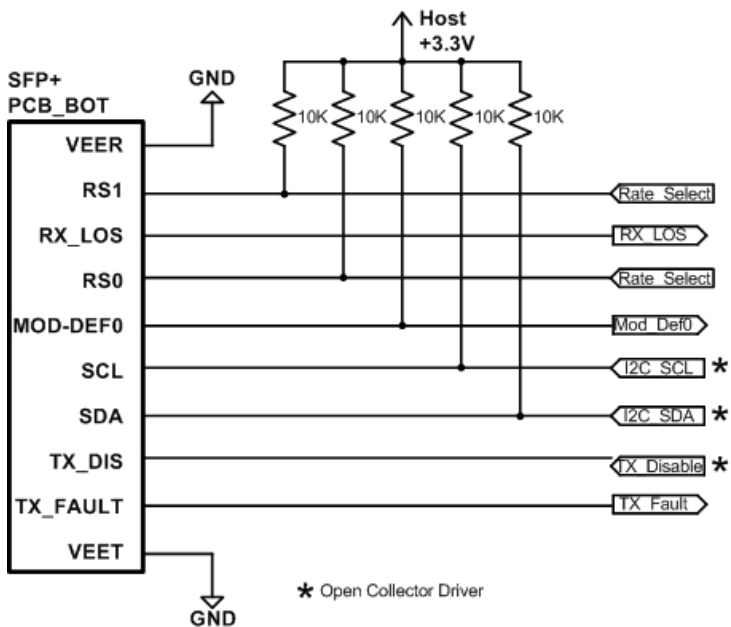 Host
+3.3V
SFP+
PCB_BOT
GND
10K 10K 10K 10K 10K
VEER
RS1 Rate_Select
RX_LOS RX_LOS
RS0 Rate_Select
MOD-DEF0 Mod_Def0
SCL I2C_SCL *
SDA I2C_SDA *
TX_DIS TX_Disable *
TX_FAULT TX_Fault
VEET
* Open Collector Driver
GND